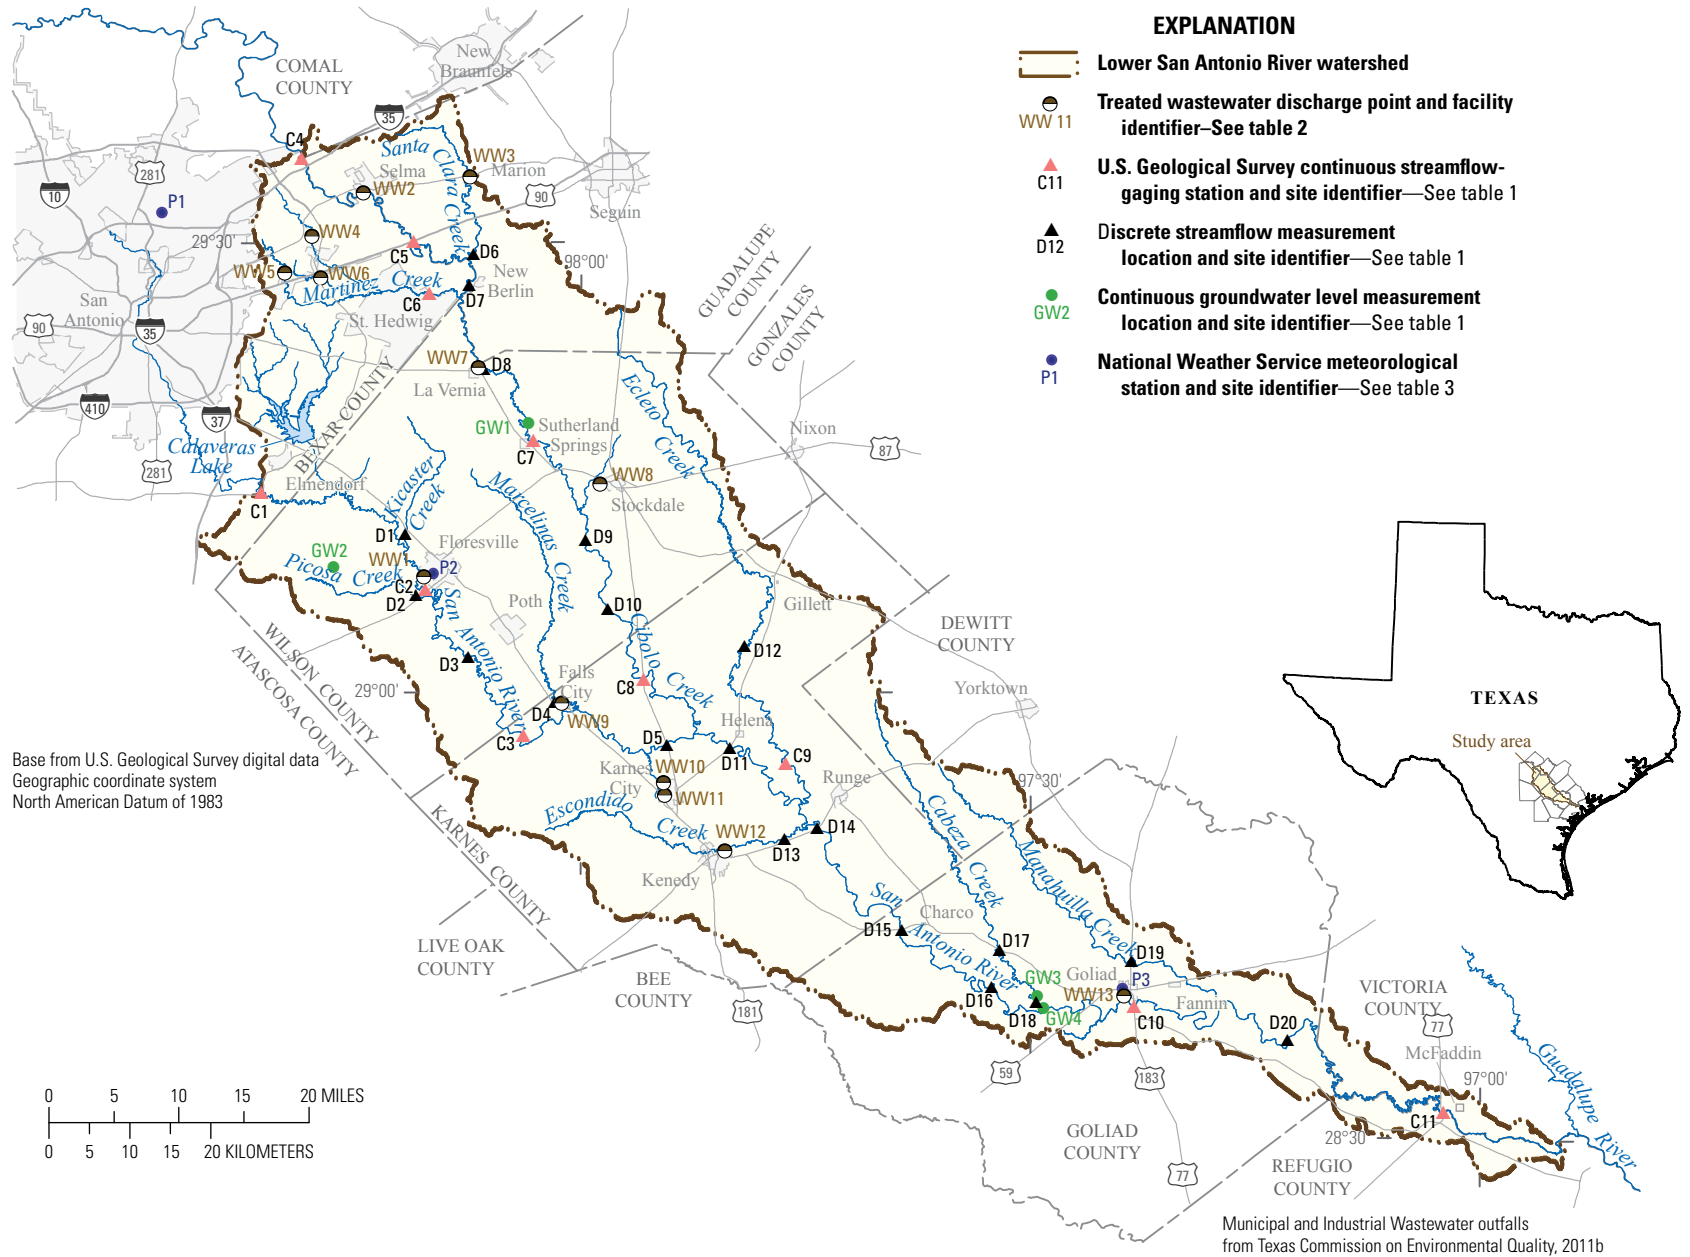 EXPLANATION
Lower San Antonio River watershed
WW 11
Treated wastewater discharge point and facility
identifier–See table 2
C11
U.S. Geological Survey continuous streamflow-
gaging station and site identifier—See table 1
D12
Discrete streamflow measurement
location and site identifier—See table 1
GW2
Continuous groundwater level measurement
location and site identifier—See table 1
P1
National Weather Service meteorological
station and site identifier—See table 3
COMAL
COUNTY
New
Braunfels
35
C4
281
10
P1
Santa
Clara
Creek
Selma
WW3
Marion
WW2
90
Seguin
29°30'
WW4
C5
D6
WW5
WW6
Martinez Creek
C6
New
Berlin
D7
98°00'
GUADALUPE
COUNTY
GONZALES
COUNTY
San
Antonio
90
35
St. Hedwig
WW7
D8
La Vernia
410
37
BEXAR COUNTY
Ecleto
Creek
GW1
Sutherland
Springs
C7
Nixon
87
Calaveras
Lake
281
Elmendorf
C1
Kicaster
Creek
Marcelinas
Creek
WW8
Stockdale
D1
D9
GW2
Picosa Creek
WW1
Floresville
P2
C2
D2
Poth
D10
Gillett
San Antonio River
D3
Cibolo
Creek
D12
DEWITT
COUNTY
WILSON COUNTY
ATASCOSA COUNTY
29°00'
Falls
City
C8
Yorktown
D4
WW9
C3
D5
Helena
D11
C9
TEXAS
Study area
Base from U.S. Geological Survey digital data
Geographic coordinate system
North American Datum of 1983
Karnes
City
WW10
WW11
Runge
97°30'
Escondido
Creek
WW12
D14
D13
Cabeza
Creek
Manahuilla Creek
KARNES COUNTY
Kenedy
LIVE OAK
COUNTY
BEE
COUNTY
181
San
Antonio River
Charco
D15
D17
D19
GW3
Goliad
P3
WW13
D16
D18
GW4
C10
Fannin
D20
VICTORIA
COUNTY
77
McFaddin
97°00'
Guadalupe River
59
183
C11
28°30'
GOLIAD
COUNTY
77
REFUGIO
COUNTY
0 5 10 15 20 MILES
0 5 10 15 20 KILOMETERS
Municipal and Industrial Wastewater outfalls
from Texas Commission on Environmental Quality, 2011b